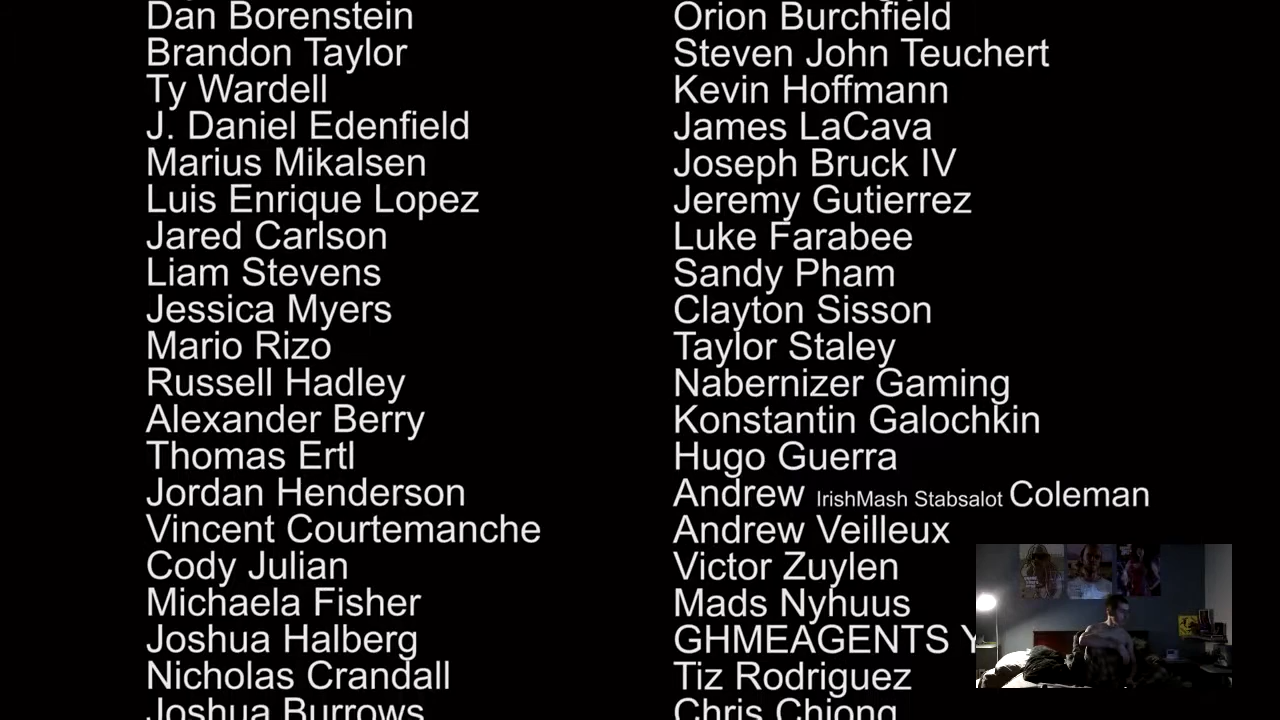 Dan Borenstein
Brandon Taylor
Ty Wardell
J. Daniel Edenfield
Marius Mikalsen
Luis Enrique Lopez
Jared Carlson
Liam Stevens
Jessica Myers
Mario Rizo
Russell Hadley
Alexander Berry
Thomas Ertl
Jordan Henderson
Vincent Courtemanche
Cody Julian
Michaela Fisher
Joshua Halberg
Nicholas Crandall
Joshua Burrows
Orion Burchfield
Steven John Teuchert
Kevin Hoffmann
James LaCava
Joseph Bruck IV
Jeremy Gutierrez
Luke Farabee
Sandy Pham
Clayton Sisson
Taylor Staley
Nabernizer Gaming
Konstantin Galochkin
Hugo Guerra
Andrew IrishMash Stabsalot Coleman
Andrew Veilleux
Victor Zuylen
Mads Nyhuus
GHMEAGENTS
Tiz Rodriguez
Chris Chiong